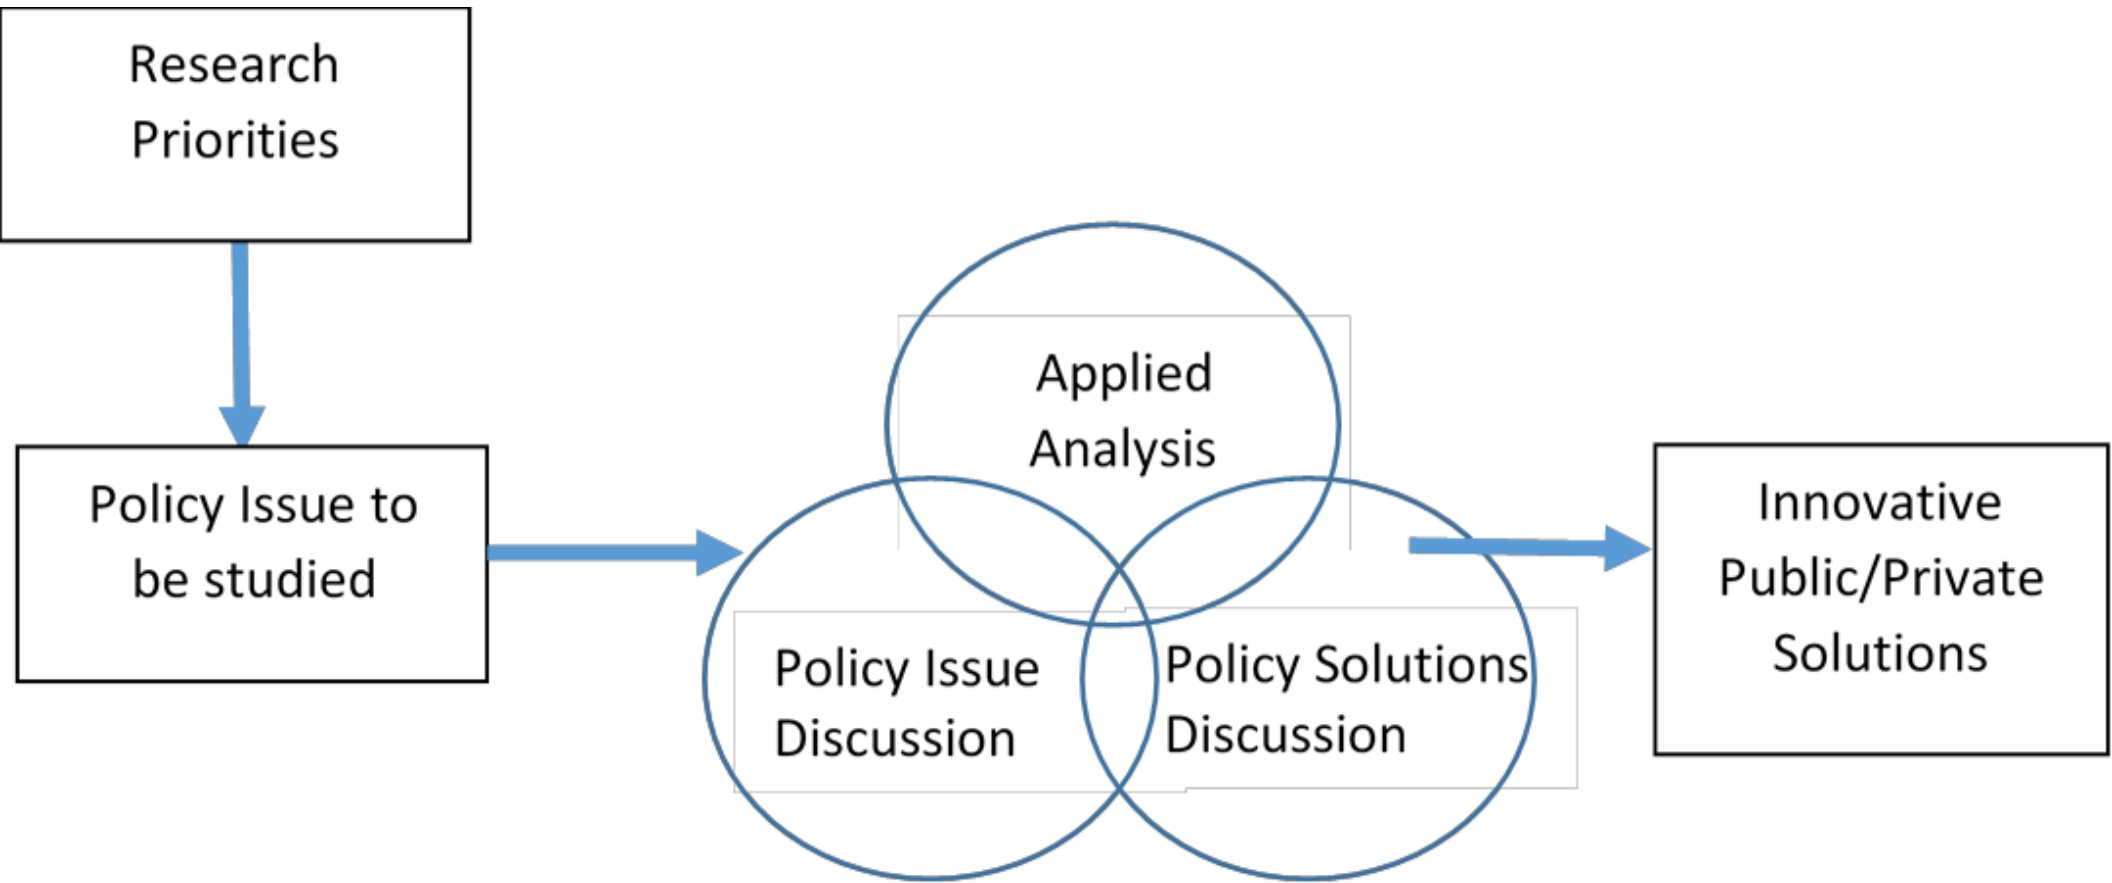 Research
Priorities
Policy Issue to
be studied
Applied
Analysis
Policy Issue
Discussion
Policy Solutions
Discussion
Innovative
Public/Private
Solutions